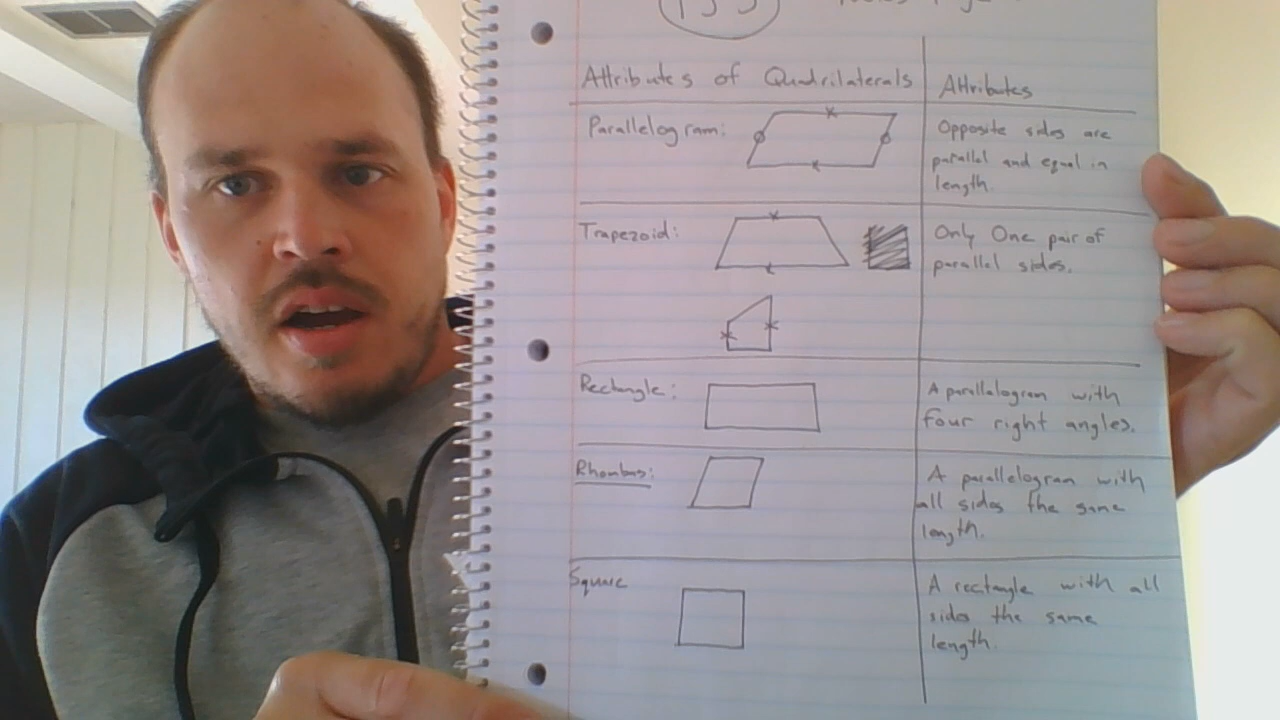 Attributes of Quadrilaterals
Attributes
Parallelogram:
Opposite sides are
parallel and equal in
length.
Trapezoid:
Only One pair of
parallel sides.
Rectangle:
A parallalogram with
four right angles.
Rhombus:
A parallelogram with
all sides the same
length.
Square
A rectangle with all
sides the same
length.